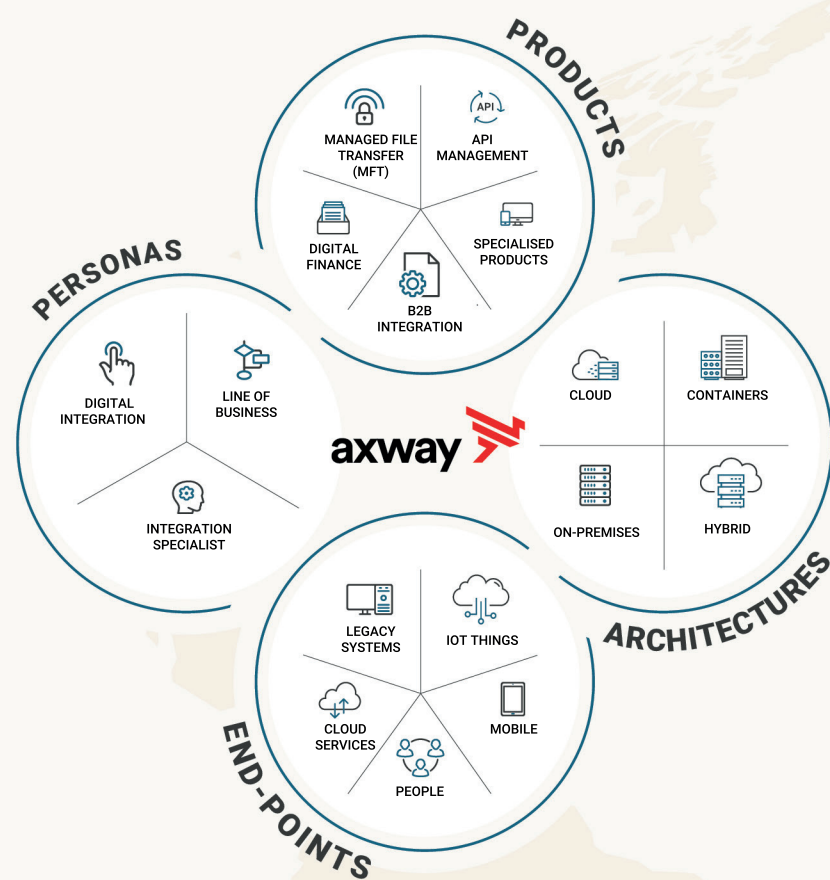 PRODUCTS
MANAGED FILE
TRANSFER
(MFT)
API
API
MANAGEMENT
DIGITAL
FINANCE
SPECIALISED
PRODUCTS
B2B
INTEGRATION
PERSONAS
DIGITAL
INTEGRATION
LINE OF
BUSINESS
INTEGRATION
SPECIALIST
axway
CLOUD
CONTAINERS
ON-PREMISES
HYBRID
ARCHITECTURES
LEGACY
SYSTEMS
IOT THINGS
CLOUD
SERVICES
MOBILE
PEOPLE
END-POINTS